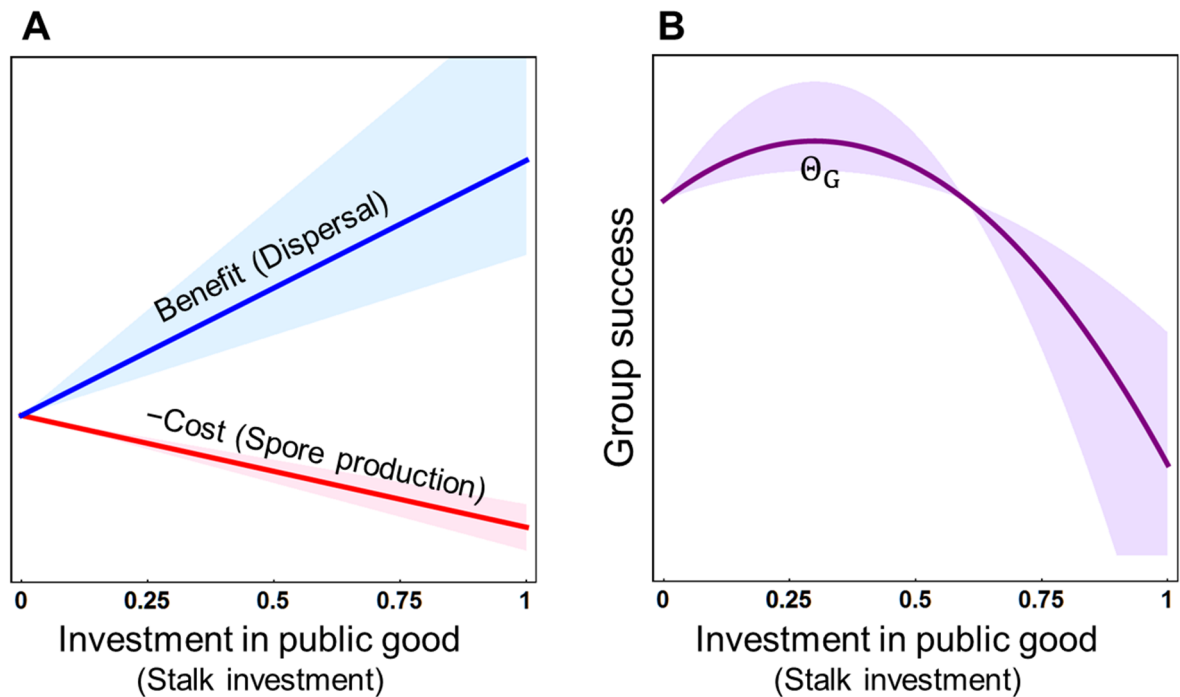 A
Benefit (Dispersal)
−Cost (Spore production)
0 0.25 0.5 0.75 1
Investment in public good
(Stalk investment)
B
Group success
ΘG
0 0.25 0.5 0.75 1
Investment in public good
(Stalk investment)